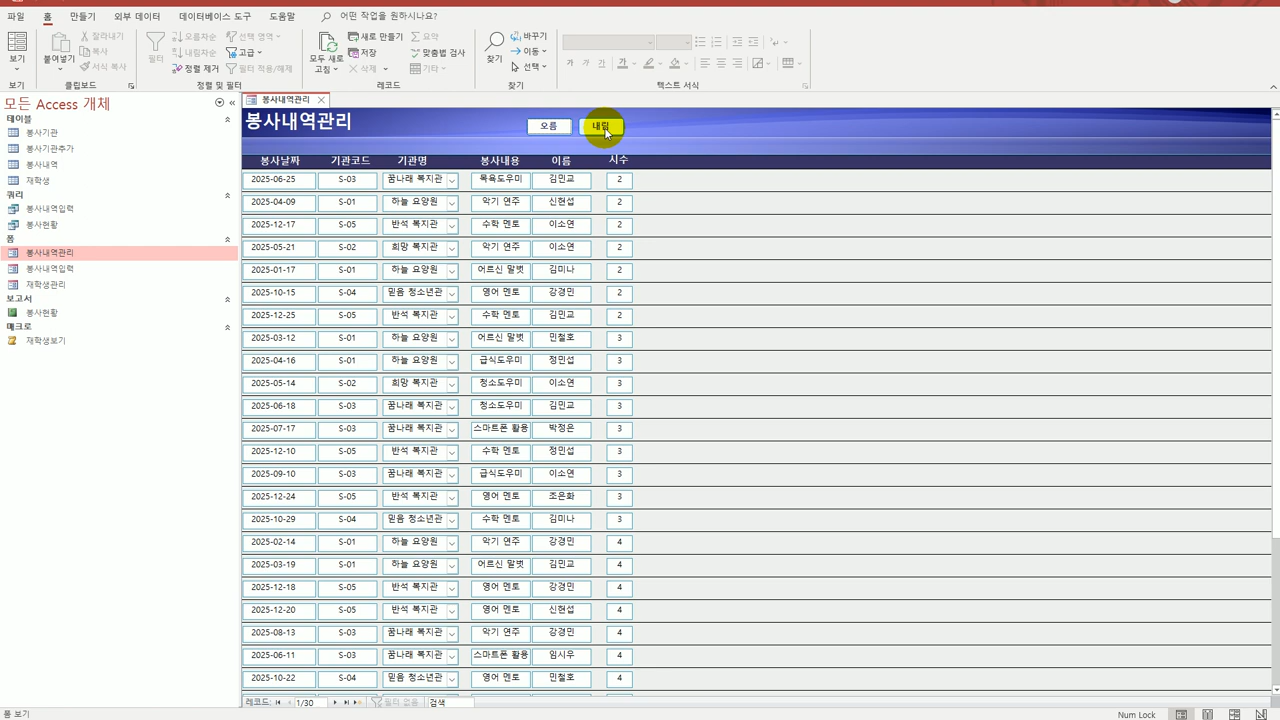 파일 홈 만들기 외부 데이터 데이터베이스 도구 도움말 어떤 작업을 원하시나요?
보기 붙여넣기 잘라내기 복사 서식 복사 필터 오름차순 내림차순 정렬 제거 선택 영역 고급 필터 적용/해제 모두 새로 고침 새로 만들기 저장 삭제 요약 맞춤법 검사 기타 찾기 바꾸기 이동 선택 가 가 가 가
보기 클립보드 정렬 및 필터 레코드 찾기 텍스트 서식
모든 Access 개체
테이블
봉사기관
봉사기관추가
봉사내역
재학생
쿼리
봉사내역입력
봉사현황
폼
봉사내역관리
봉사내역입력
재학생관리
보고서
봉사현황
매크로
재학생보기
봉사내역관리
봉사내역관리 오름 내림
봉사날짜 기관코드 기관명 봉사내용 이름 시수
2025-06-25 S-03 꿈나래 복지관 목욕도우미 김민교 2
2025-04-09 S-01 하늘 요양원 악기 연주 신현섭 2
2025-12-17 S-05 반석 복지관 수학 멘토 이소연 2
2025-05-21 S-02 희망 복지관 악기 연주 이소연 2
2025-01-17 S-01 하늘 요양원 어르신 말벗 김미나 2
2025-10-15 S-04 믿음 청소년관 영어 멘토 강경민 2
2025-12-25 S-05 반석 복지관 수학 멘토 김민교 2
2025-03-12 S-01 하늘 요양원 어르신 말벗 민철호 3
2025-04-16 S-01 하늘 요양원 급식도우미 정민섭 3
2025-05-14 S-02 희망 복지관 청소도우미 이소연 3
2025-06-18 S-03 꿈나래 복지관 청소도우미 김민교 3
2025-07-17 S-03 꿈나래 복지관 스마트폰 활용 박정은 3
2025-12-10 S-05 반석 복지관 수학 멘토 정민섭 3
2025-09-10 S-03 꿈나래 복지관 급식도우미 이소연 3
2025-12-24 S-05 반석 복지관 영어 멘토 조은화 3
2025-10-29 S-04 믿음 청소년관 수학 멘토 김미나 3
2025-02-14 S-01 하늘 요양원 악기 연주 강경민 4
2025-03-19 S-01 하늘 요양원 어르신 말벗 김민교 4
2025-12-18 S-05 반석 복지관 영어 멘토 강경민 4
2025-12-20 S-05 반석 복지관 영어 멘토 신현섭 4
2025-08-13 S-03 꿈나래 복지관 악기 연주 강경민 4
2025-06-11 S-03 꿈나래 복지관 스마트폰 활용 임시우 4
2025-10-22 S-04 믿음 청소년관 영어 멘토 민철호 4
레코드: 1/30 필터 없음 검색
폼 보기 Num Lock